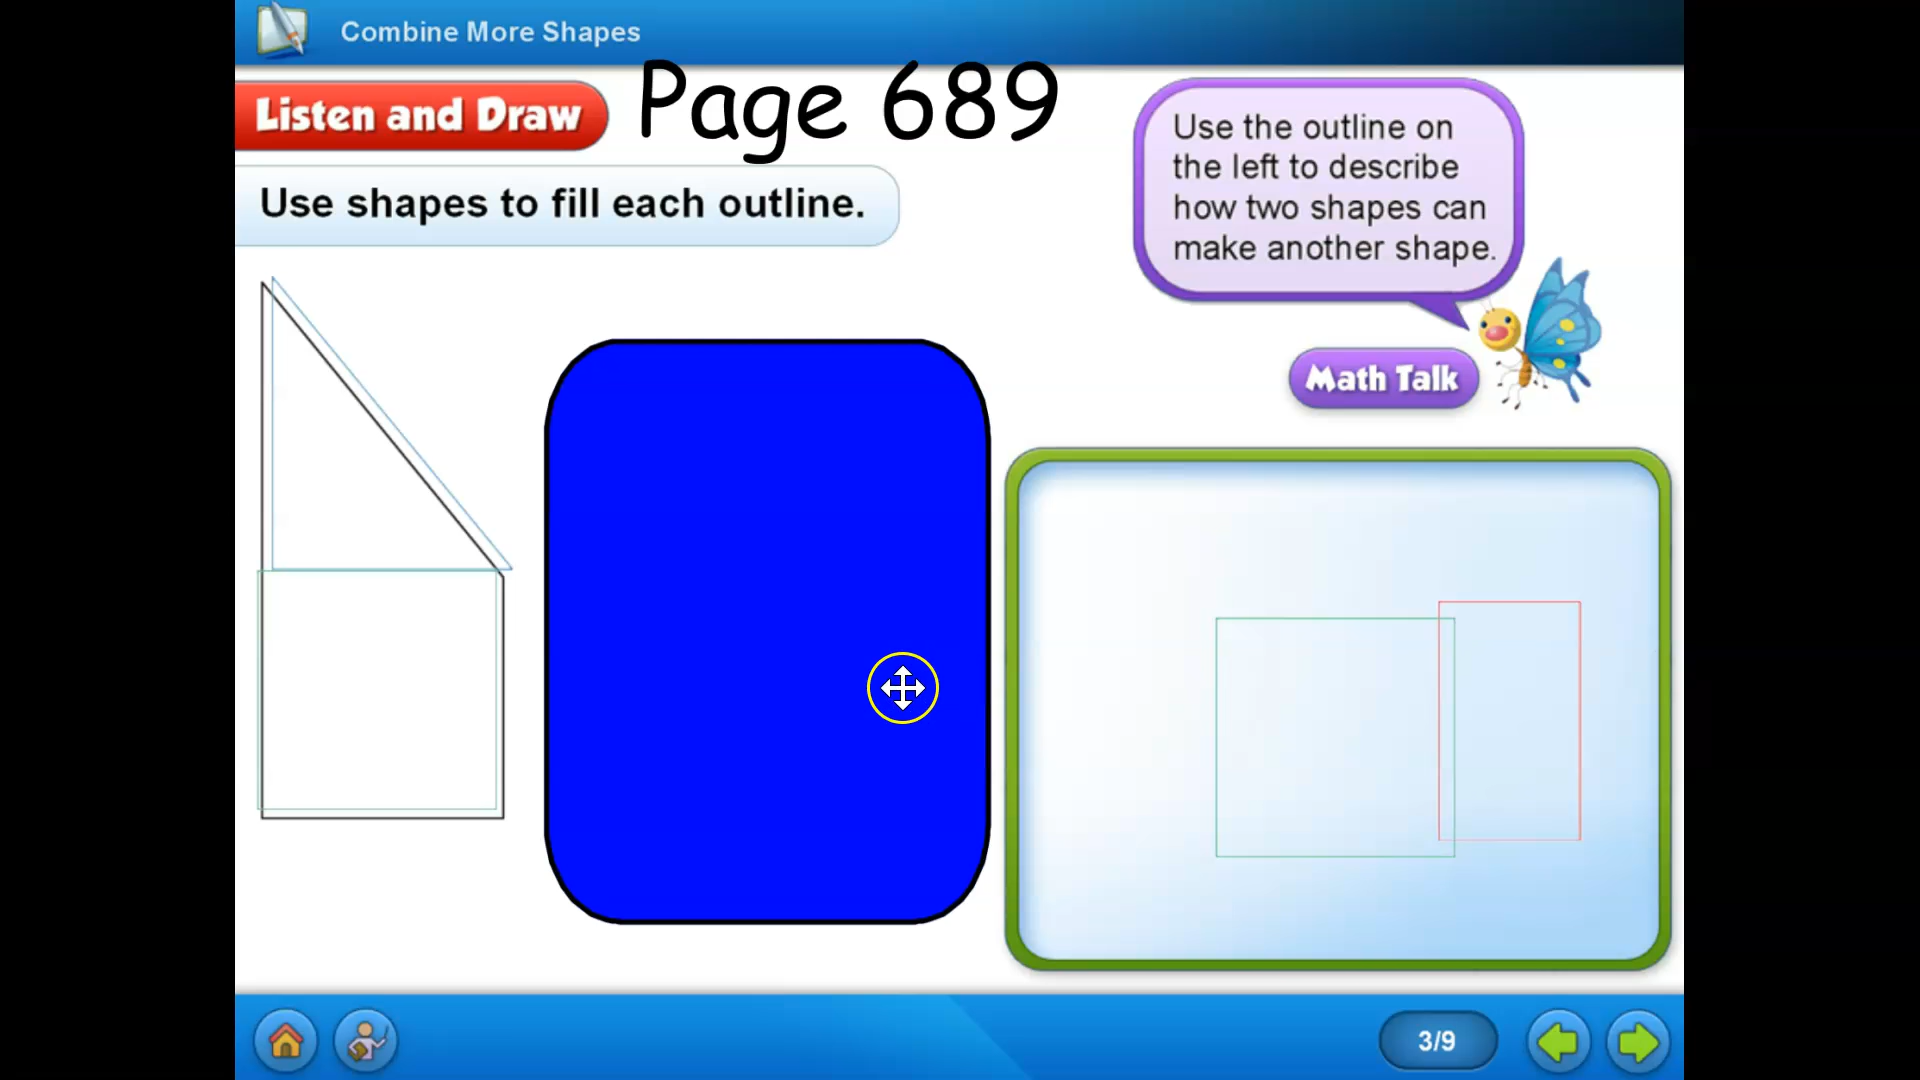 Combine More Shapes
Listen and Draw
Page 689
Use shapes to fill each outline.
Use the outline on
the left to describe
how two shapes can
make another shape.
Math Talk
3/9